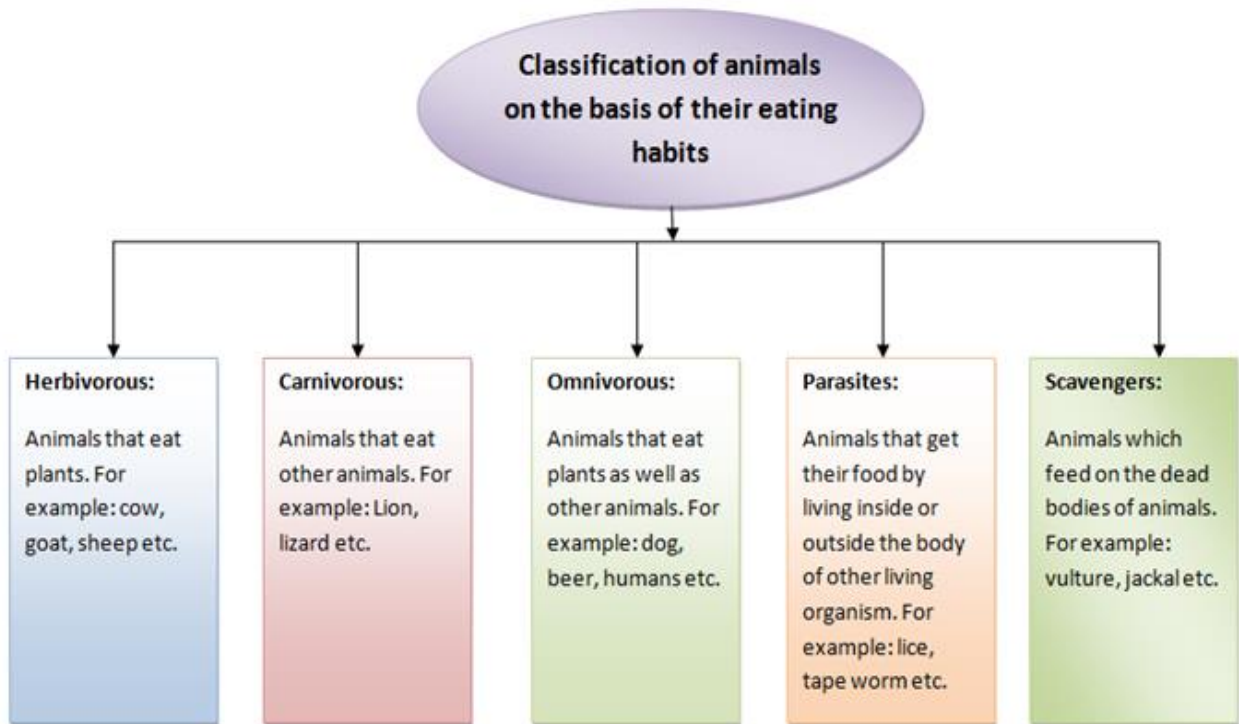 Classification of animals
on the basis of their eating
habits
Herbivorous:
Animals that eat
plants. For
example: cow,
goat, sheep etc.
Carnivorous:
Animals that eat
other animals. For
example: Lion,
lizard etc.
Omnivorous:
Animals that eat
plants as well as
other animals. For
example: dog,
beer, humans etc.
Parasites:
Animals that get
their food by
living inside or
outside the body
of other living
organism. For
example: lice,
tape worm etc.
Scavengers:
Animals which
feed on the dead
bodies of animals.
For example:
vulture, jackal etc.